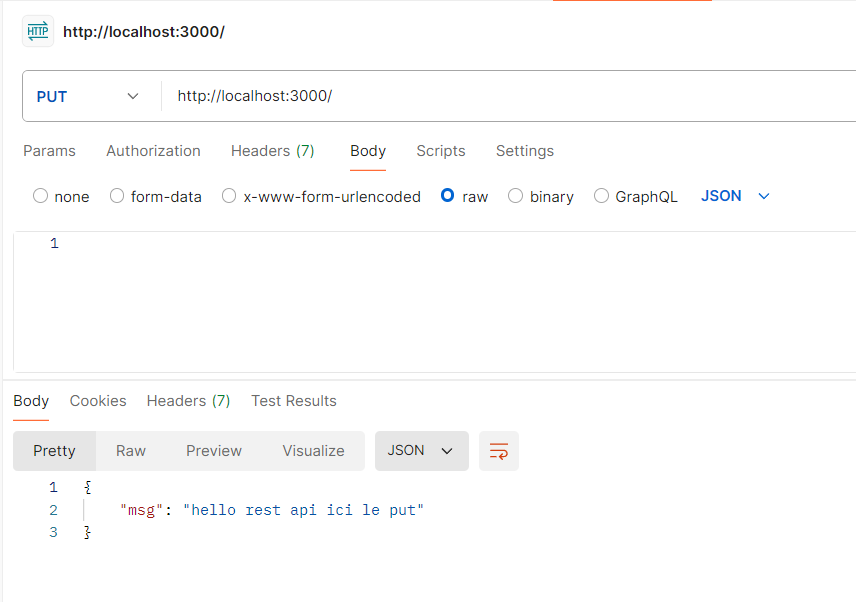 HTTP http://localhost:3000/
PUT http://localhost:3000/
Params Authorization Headers (7) Body Scripts Settings
none form-data x-www-form-urlencoded raw binary GraphQL JSON
1
Body Cookies Headers (7) Test Results
Pretty Raw Preview Visualize JSON
1 {
2 "msg": "hello rest api ici le put"
3 }